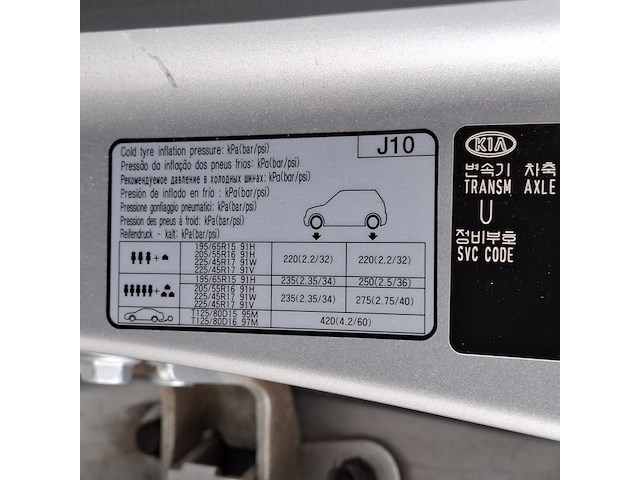 J10
Cold tyre inflation pressure: kPa(bar/psi)
Pressão da inflação dos pneus frios: kPa(bar/psi)
Рекомендуемое давление в холодных шинах: kPa(bar/psi)
Presión de inflado en frío : kPa(bar/psi)
Pressione gonfiaggio pneumatici: kPa(bar/psi)
Pression des pneus à froid: kPa(bar/psi)
Reifendruck - kalt: kPa(bar/psi)
195/65R15 91H
205/55R16 91H
225/45R17 91W
225/45R17 91V
220(2.2/32) 220(2.2/32)
195/65R15 91H 235(2.35/34) 250(2.5/36)
205/55R16 91H
225/45R17 91W
225/45R17 91V
235(2.35/34) 275(2.75/40)
T125/80D15 95M
T125/80D16 97M
420(4.2/60)
KIA
변속기 차축
TRANSM AXLE
U
정비부호
SVC CODE